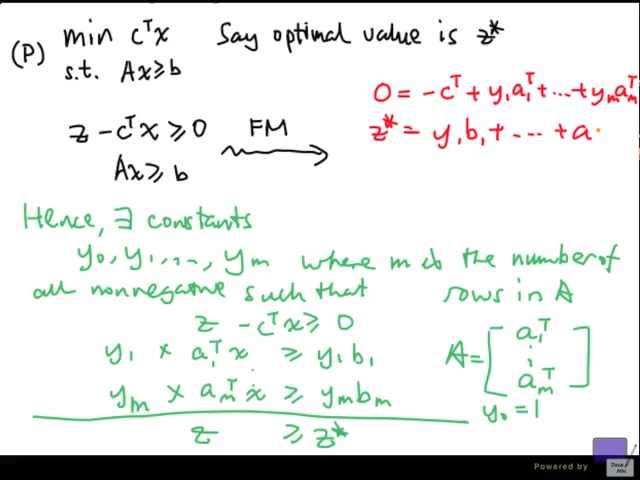 (P) min cᵀx Say optimal value is z*
s.t. Ax ≥ b
0 = -cᵀ + y₁a₁ᵀ + ... + yₘaₘᵀ
z - cᵀx ≥ 0 FM z* = y₁b₁ + ... + a
Ax ≥ b
Hence, ∃ constants
y₀, y₁, ..., yₘ where m is the number of
all nonnegative such that rows in A
z - cᵀx ≥ 0
y₁ × a₁ᵀx ≥ y₁b₁
A = [a₁ᵀ
⋮
aₘᵀ]
yₘ × aₘᵀx ≥ yₘbₘ
y₀ = 1
z ≥ z*
Powered by